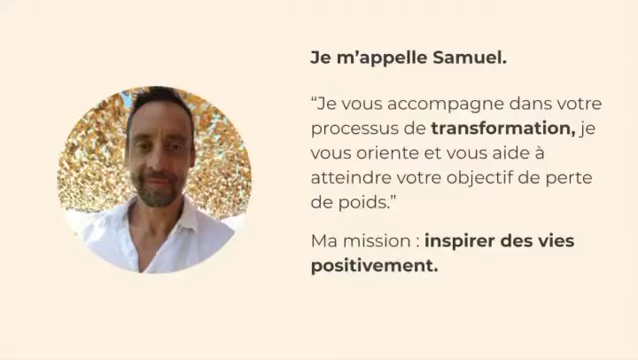 Je m’appelle Samuel.
“Je vous accompagne dans votre
processus de transformation, je
vous oriente et vous aide à
atteindre votre objectif de perte
de poids.”
Ma mission : inspirer des vies
positivement.